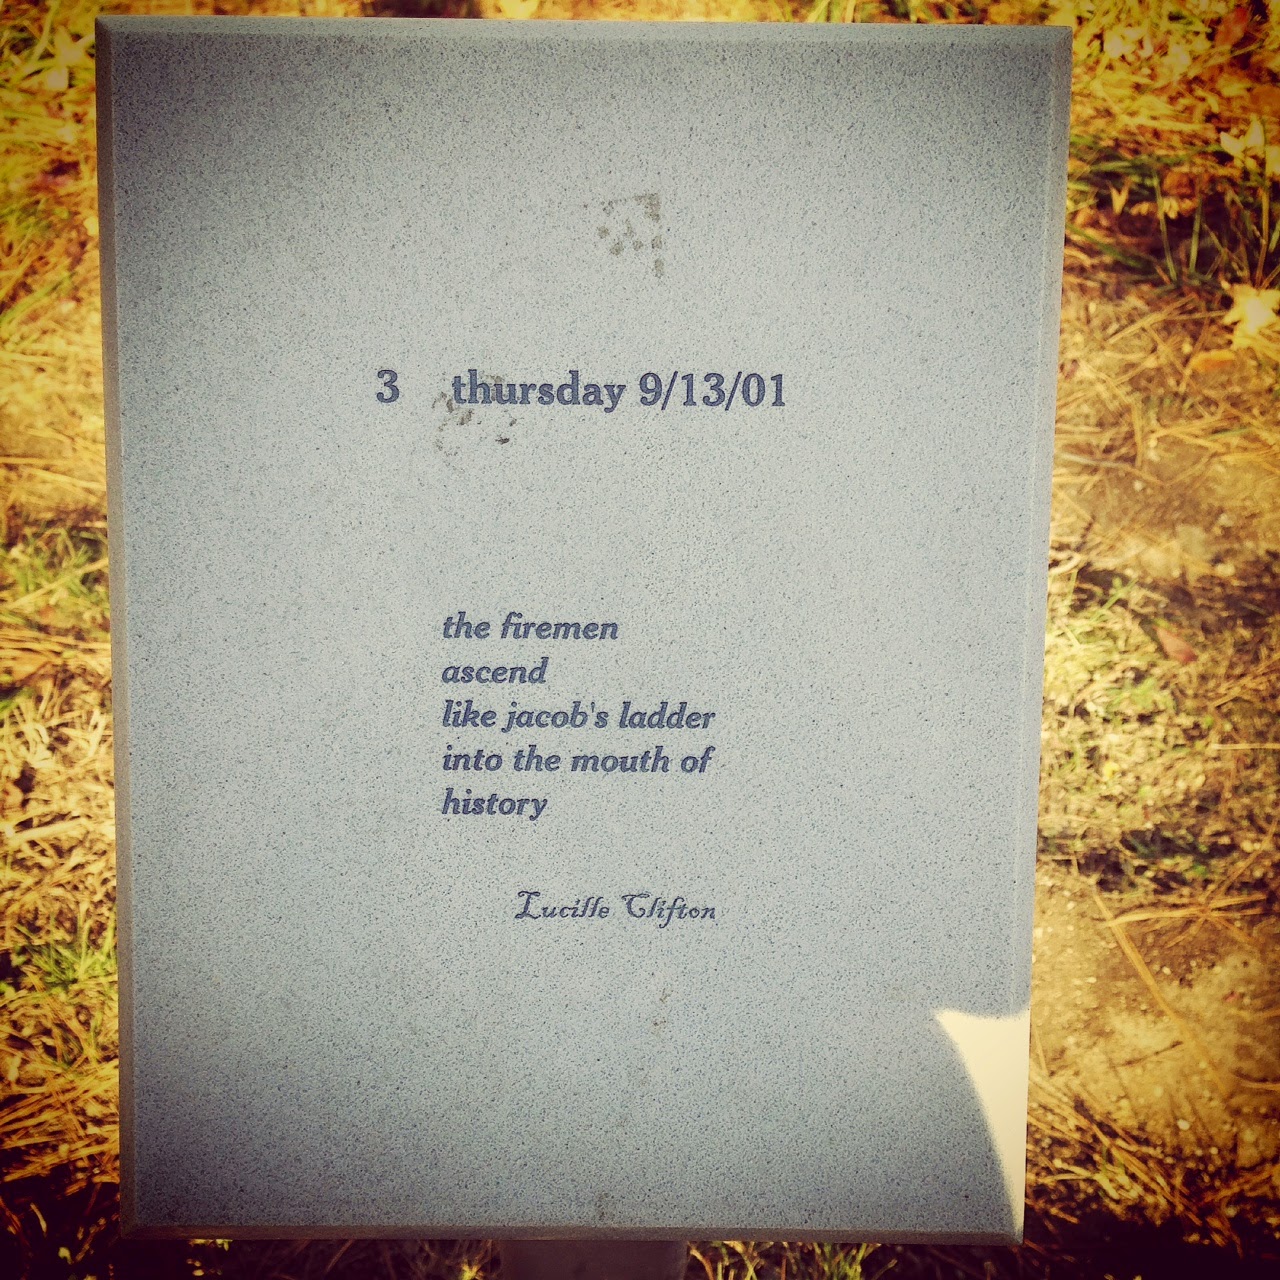 3 thursday 9/13/01
the firemen
ascend
like jacob's ladder
into the mouth of
history
Lucille Clifton